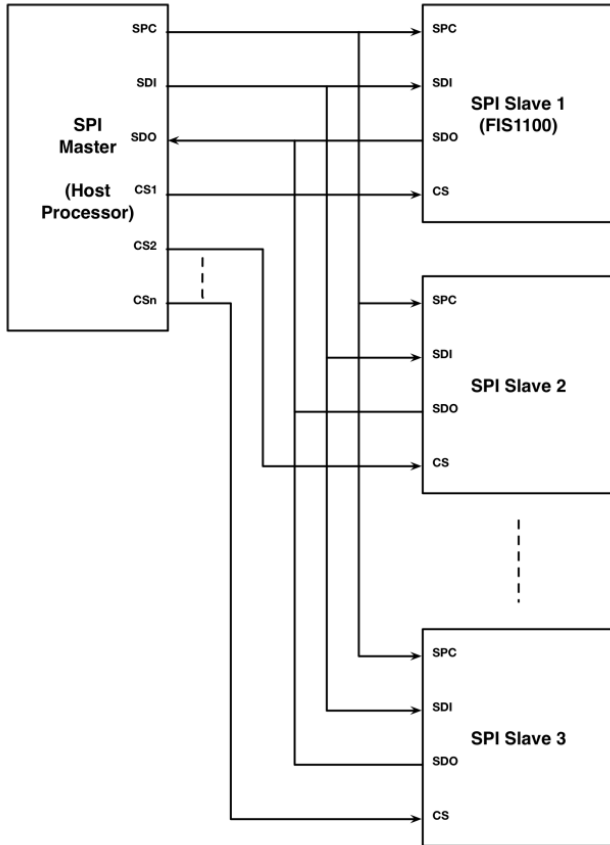 SPC
SDI
SPI
Master
SDO
(Host
Processor)
CS1
CS2
CSn
SPC
SDI
SPI Slave 1
(FIS1100)
SDO
CS
SPC
SDI
SPI Slave 2
SDO
CS
SPC
SDI
SPI Slave 3
SDO
CS